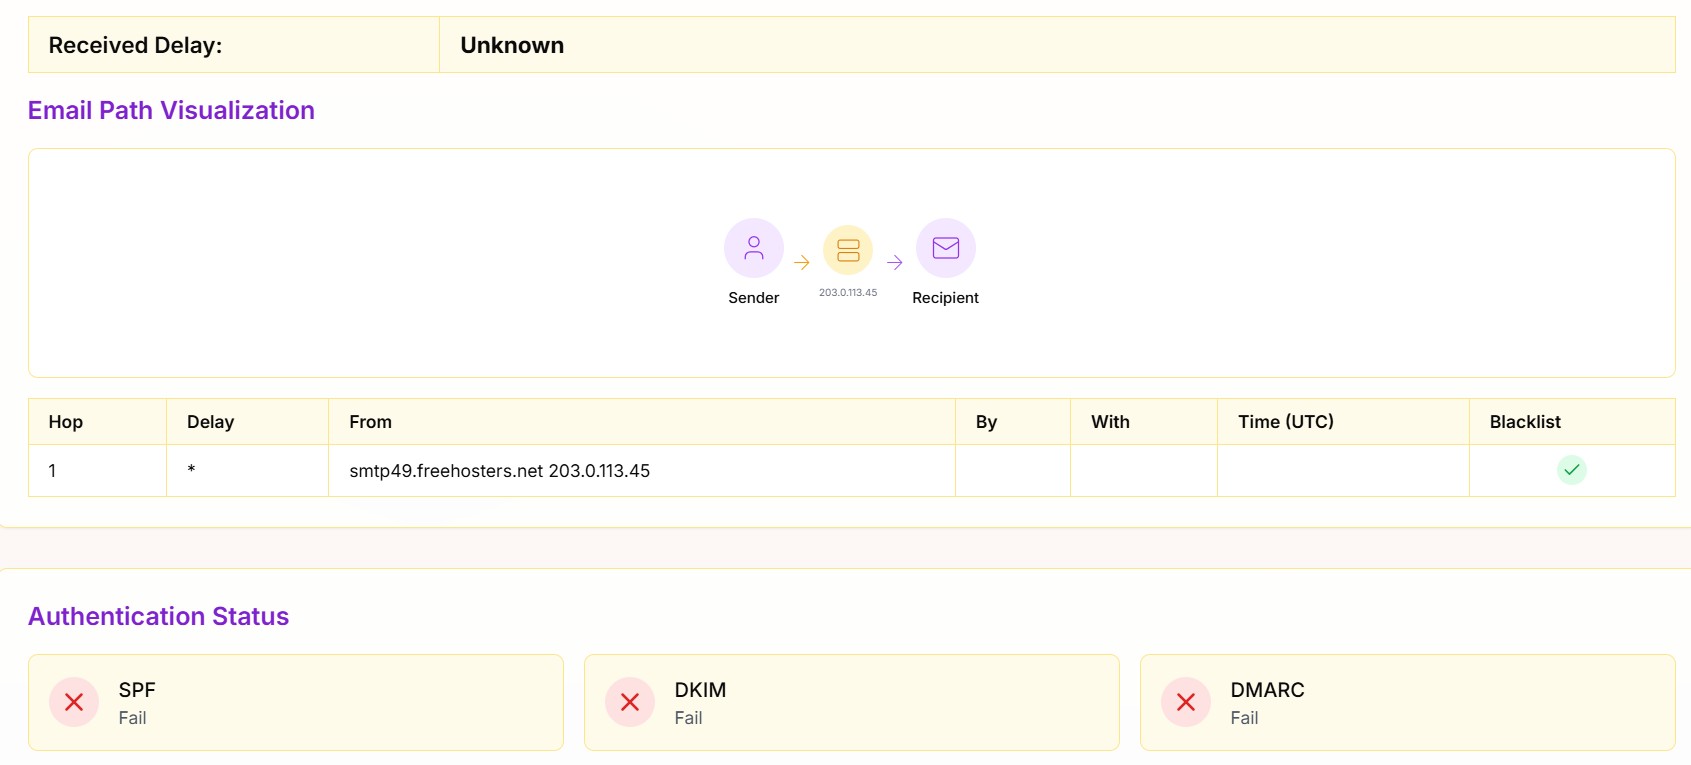 Received Delay: Unknown
Email Path Visualization
Sender
203.0.113.45
Recipient
Hop Delay From By With Time (UTC) Blacklist
1 * smtp49.freehosters.net 203.0.113.45
Authentication Status
SPF
Fail
DKIM
Fail
DMARC
Fail